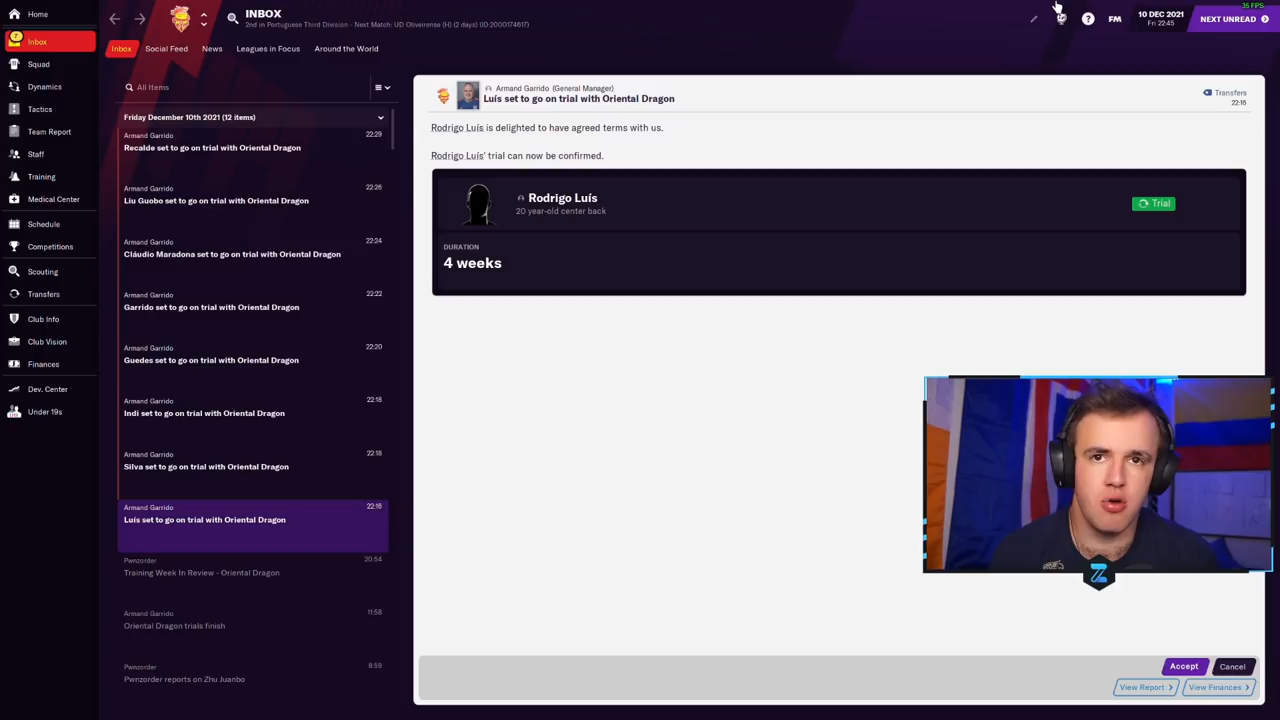 Home
Inbox
7
Squad
Dynamics
Tactics
Team Report
Staff
Training
Medical Center
Schedule
Competitions
Scouting
Transfers
Club Info
Club Vision
Finances
Dev. Center
Under 19s
INBOX
2nd in Portuguese Third Division - Next Match: UD Oliveirense (H) (2 days) (ID:2000174617)
35 FPS
?
FM
10 DEC 2021
Fri 22:45
NEXT UNREAD
Inbox
Social Feed
News
Leagues in Focus
Around the World
All Items
Friday December 10th 2021 (12 items)
Armand Garrido 22:29
Recalde set to go on trial with Oriental Dragon
Armand Garrido 22:26
Liu Guobo set to go on trial with Oriental Dragon
Armand Garrido 22:24
Cláudio Maradona set to go on trial with Oriental Dragon
Armand Garrido 22:22
Garrido set to go on trial with Oriental Dragon
Armand Garrido 22:20
Guedes set to go on trial with Oriental Dragon
Armand Garrido 22:18
Indi set to go on trial with Oriental Dragon
Armand Garrido 22:18
Silva set to go on trial with Oriental Dragon
Armand Garrido 22:16
Luís set to go on trial with Oriental Dragon
Pwnzorder 20:54
Training Week In Review - Oriental Dragon
Armand Garrido 11:58
Oriental Dragon trials finish
Pwnzorder 8:59
Pwnzorder reports on Zhu Juanbo
Armand Garrido (General Manager)
Luís set to go on trial with Oriental Dragon
Transfers
22:16
Rodrigo Luís is delighted to have agreed terms with us.
Rodrigo Luís' trial can now be confirmed.
Rodrigo Luís
20 year-old center back
Trial
DURATION
4 weeks
Z
Accept
Cancel
View Report
View Finances